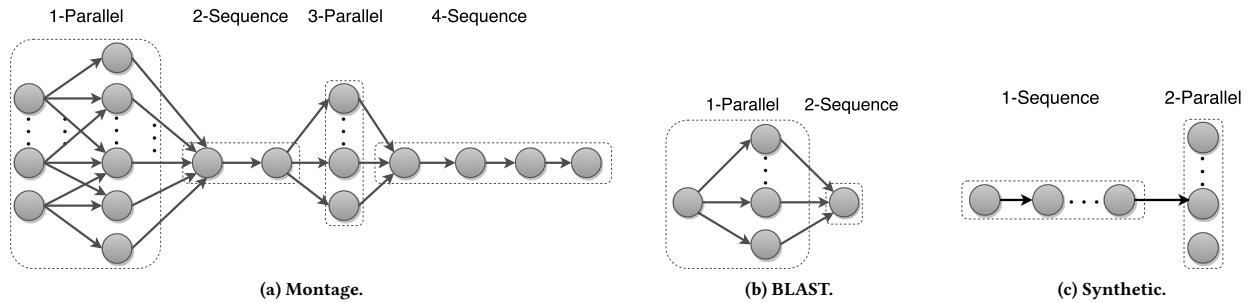 1-Parallel 2-Sequence 3-Parallel 4-Sequence
1-Parallel 2-Sequence
1-Sequence 2-Parallel
(a) Montage.
(b) BLAST.
(c) Synthetic.